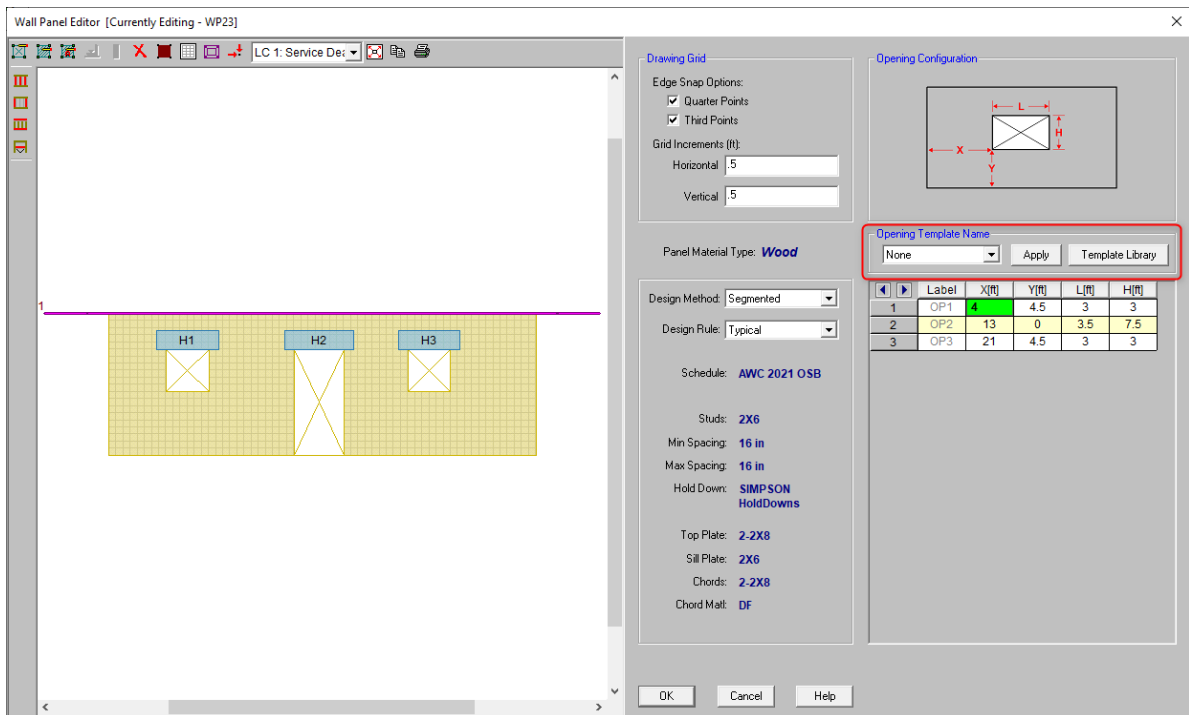 Wall Panel Editor [Currently Editing - WP23]
LC 1: Service De
1
H1
H2
H3
Drawing Grid
Edge Snap Options:
Quarter Points
Third Points
Grid Increments (ft):
Horizontal .5
Vertical .5
Panel Material Type: Wood
Design Method: Segmented
Design Rule: Typical
Schedule: AWC 2021 OSB
Studs: 2X6
Min Spacing: 16 in
Max Spacing: 16 in
Hold Down: SIMPSON
HoldDowns
Top Plate: 2-2X8
Sill Plate: 2X6
Chords: 2-2X8
Chord Matl: DF
Opening Configuration
L
H
X
Y
Opening Template Name
None Apply Template Library
Label X[ft] Y[ft] L[ft] H[ft]
1 OP1 4 4.5 3 3
2 OP2 13 0 3.5 7.5
3 OP3 21 4.5 3 3
OK Cancel Help